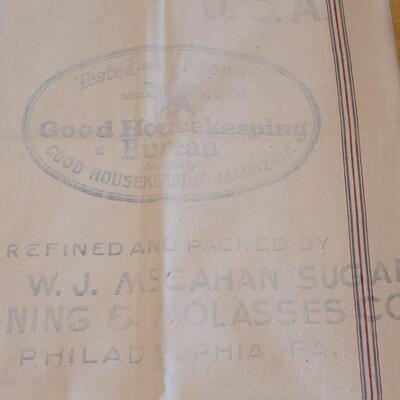 U.S.A.
Tested and Approved
Good Housekeeping
Bureau
GOOD HOUSEKEEPING MAGAZINE
REFINED AND PACKED BY
W. J. MCCAHAN SUGAR
NING & MOLASSES CO
PHILADELPHIA PA.